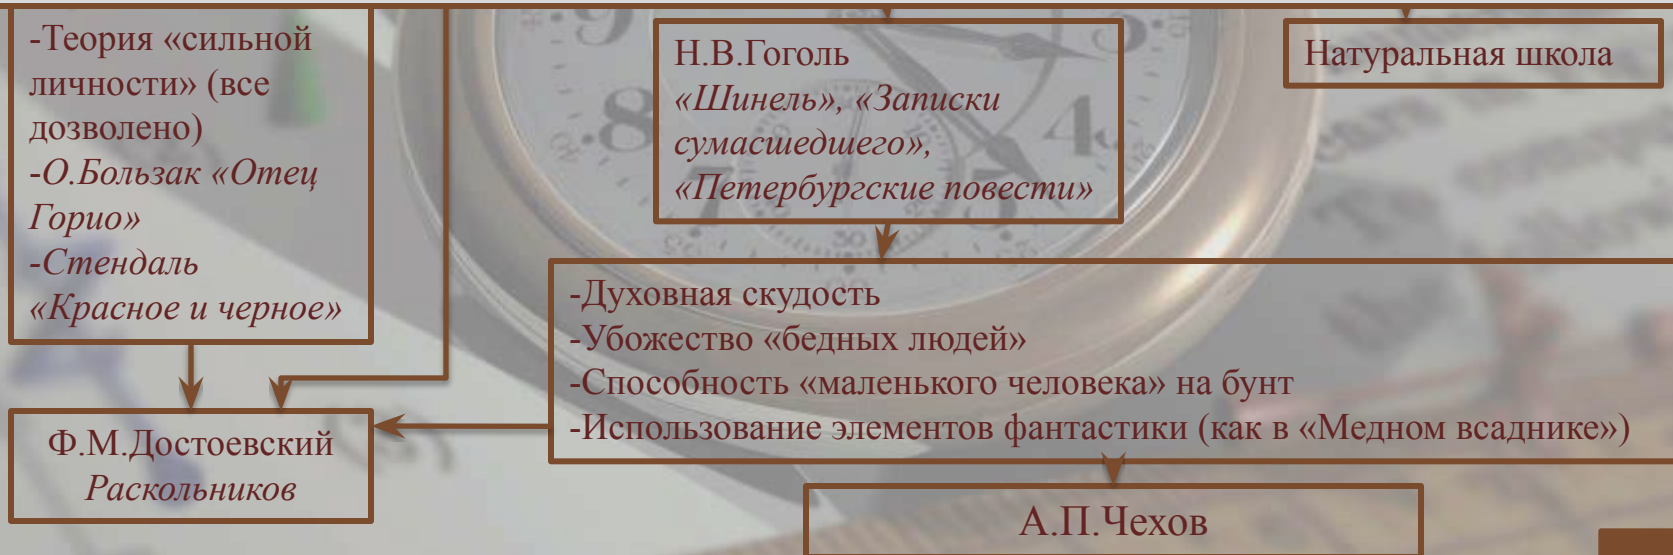 -Теория «сильной
личности» (все
дозволено)
-О.Бользак «Отец
Горио»
-Стендаль
«Красное и черное»
Н.В.Гоголь
«Шинель», «Записки
сумасшедшего»,
«Петербургские повести»
Натуральная школа
-Духовная скудость
-Убожество «бедных людей»
-Способность «маленького человека» на бунт
-Использование элементов фантастики (как в «Медном всаднике»)
Ф.М.Достоевский
Раскольников
А.П.Чехов